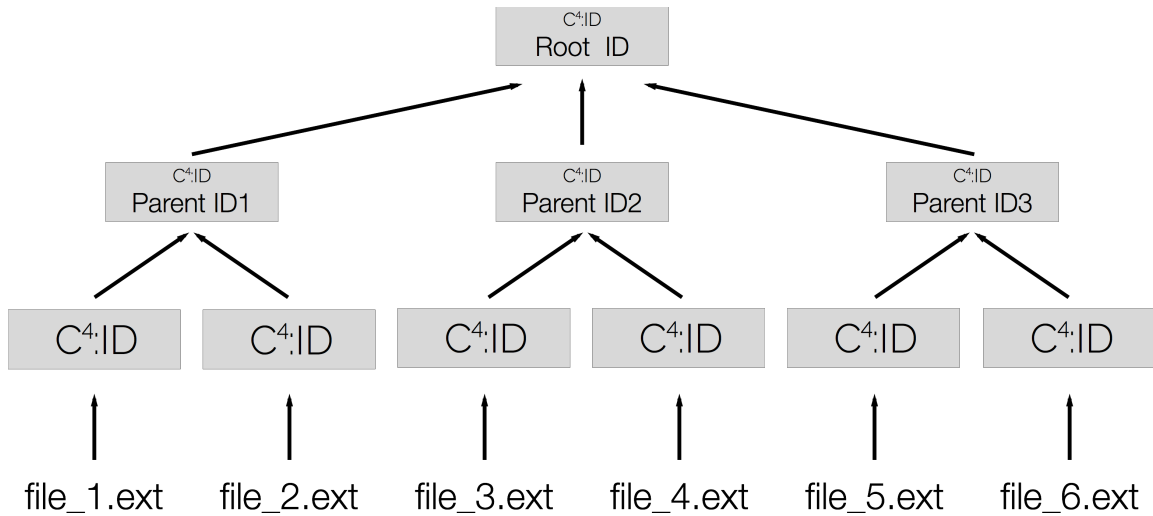 C⁴:ID
Root ID
C⁴:ID
Parent ID1
C⁴:ID
Parent ID2
C⁴:ID
Parent ID3
C⁴:ID
C⁴:ID
C⁴:ID
C⁴:ID
C⁴:ID
C⁴:ID
file_1.ext
file_2.ext
file_3.ext
file_4.ext
file_5.ext
file_6.ext